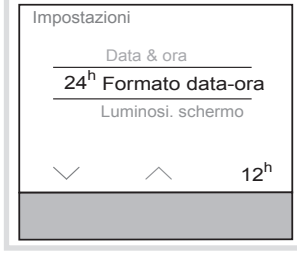 Impostazioni
Data & ora
24h Formato data-ora
Luminosi. schermo
12h